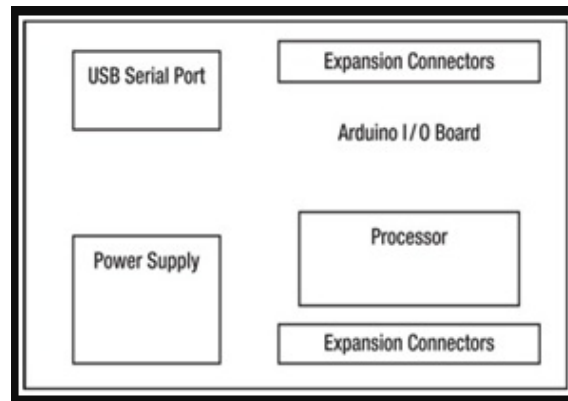 USB Serial Port
Expansion Connectors
Arduino I/O Board
Power Supply
Processor
Expansion Connectors